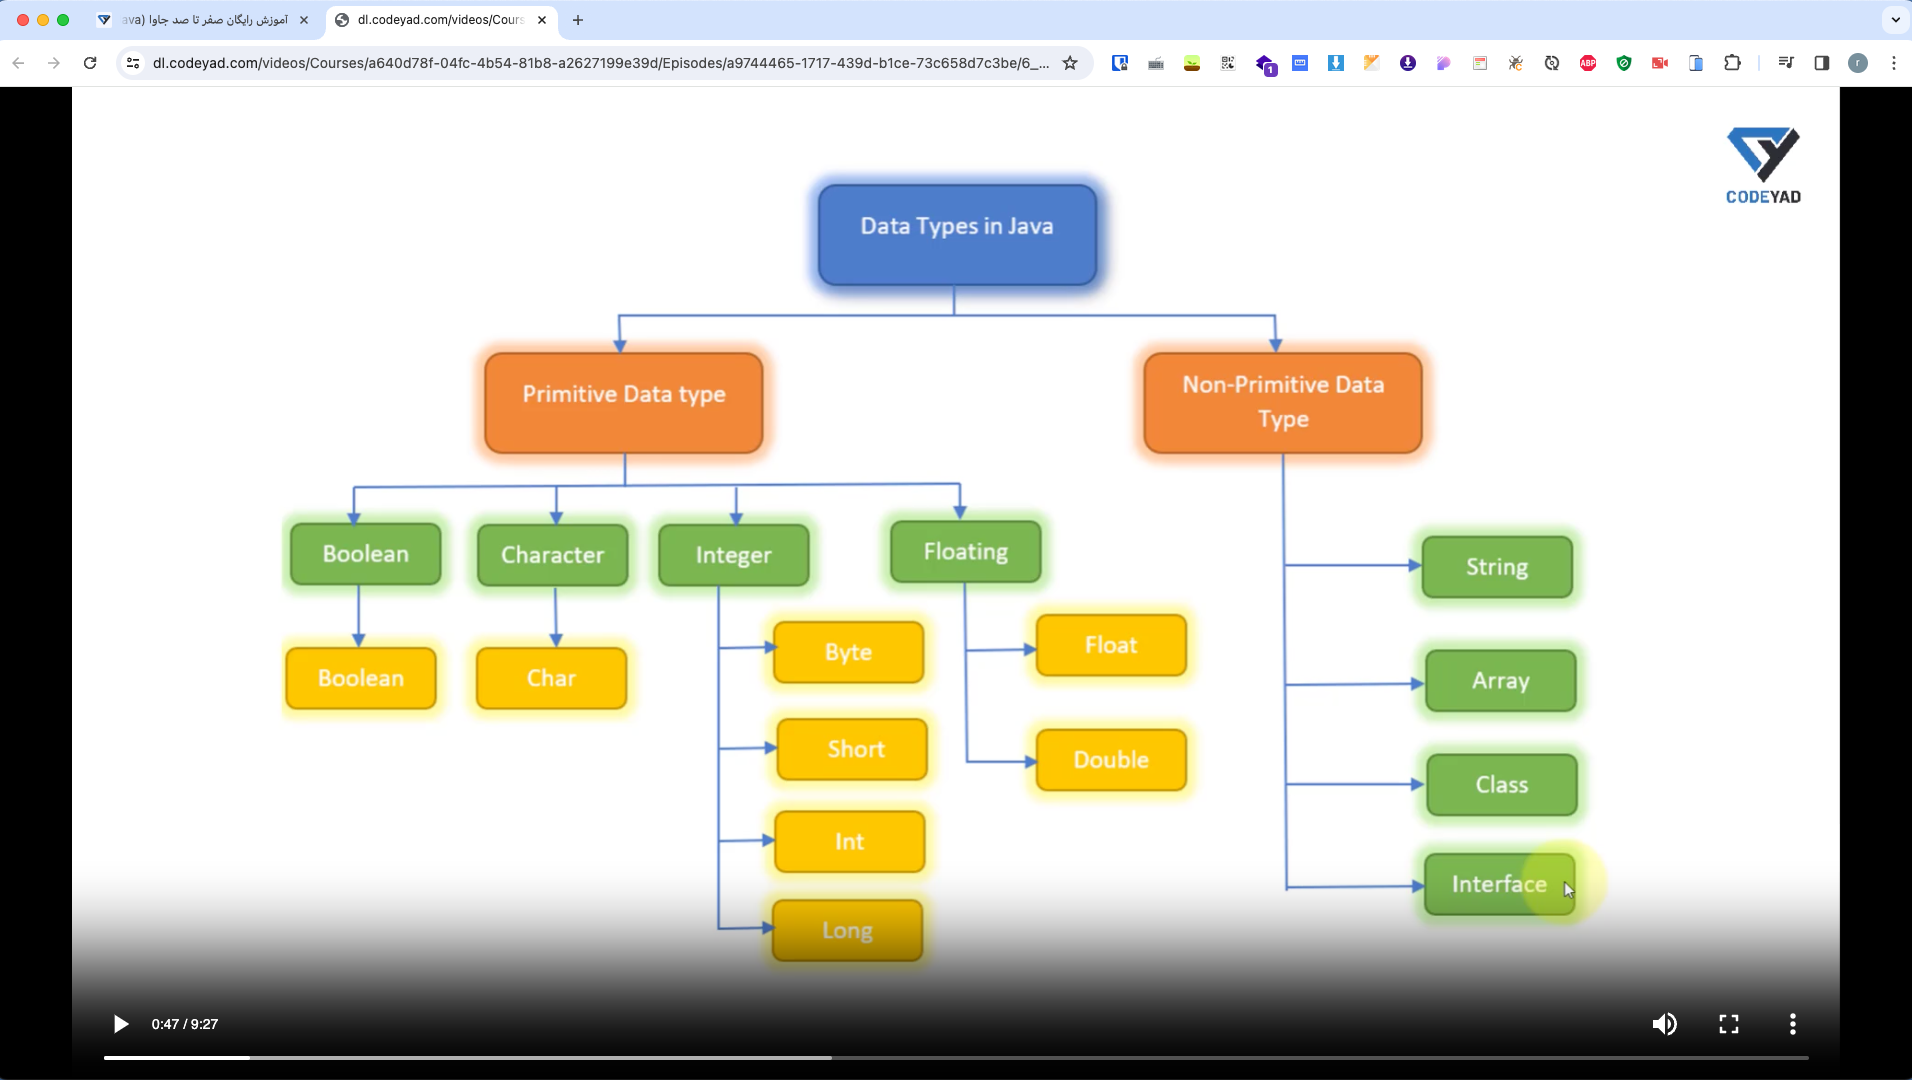 آموزش رایگان صفر تا صد جاوا (ava
dl.codeyad.com/videos/Cours
dl.codeyad.com/videos/Courses/a640d78f-04fc-4b54-81b8-a2627199e39d/Episodes/a9744465-1717-439d-b1ce-73c658d7c3be/6_...
1
ABP
r
CODEYAD
Data Types in Java
Primitive Data type
Non-Primitive Data
Type
Boolean
Character
Integer
Floating
String
Boolean
Char
Byte
Float
Array
Short
Double
Class
Int
Interface
Long
0:47 / 9:27